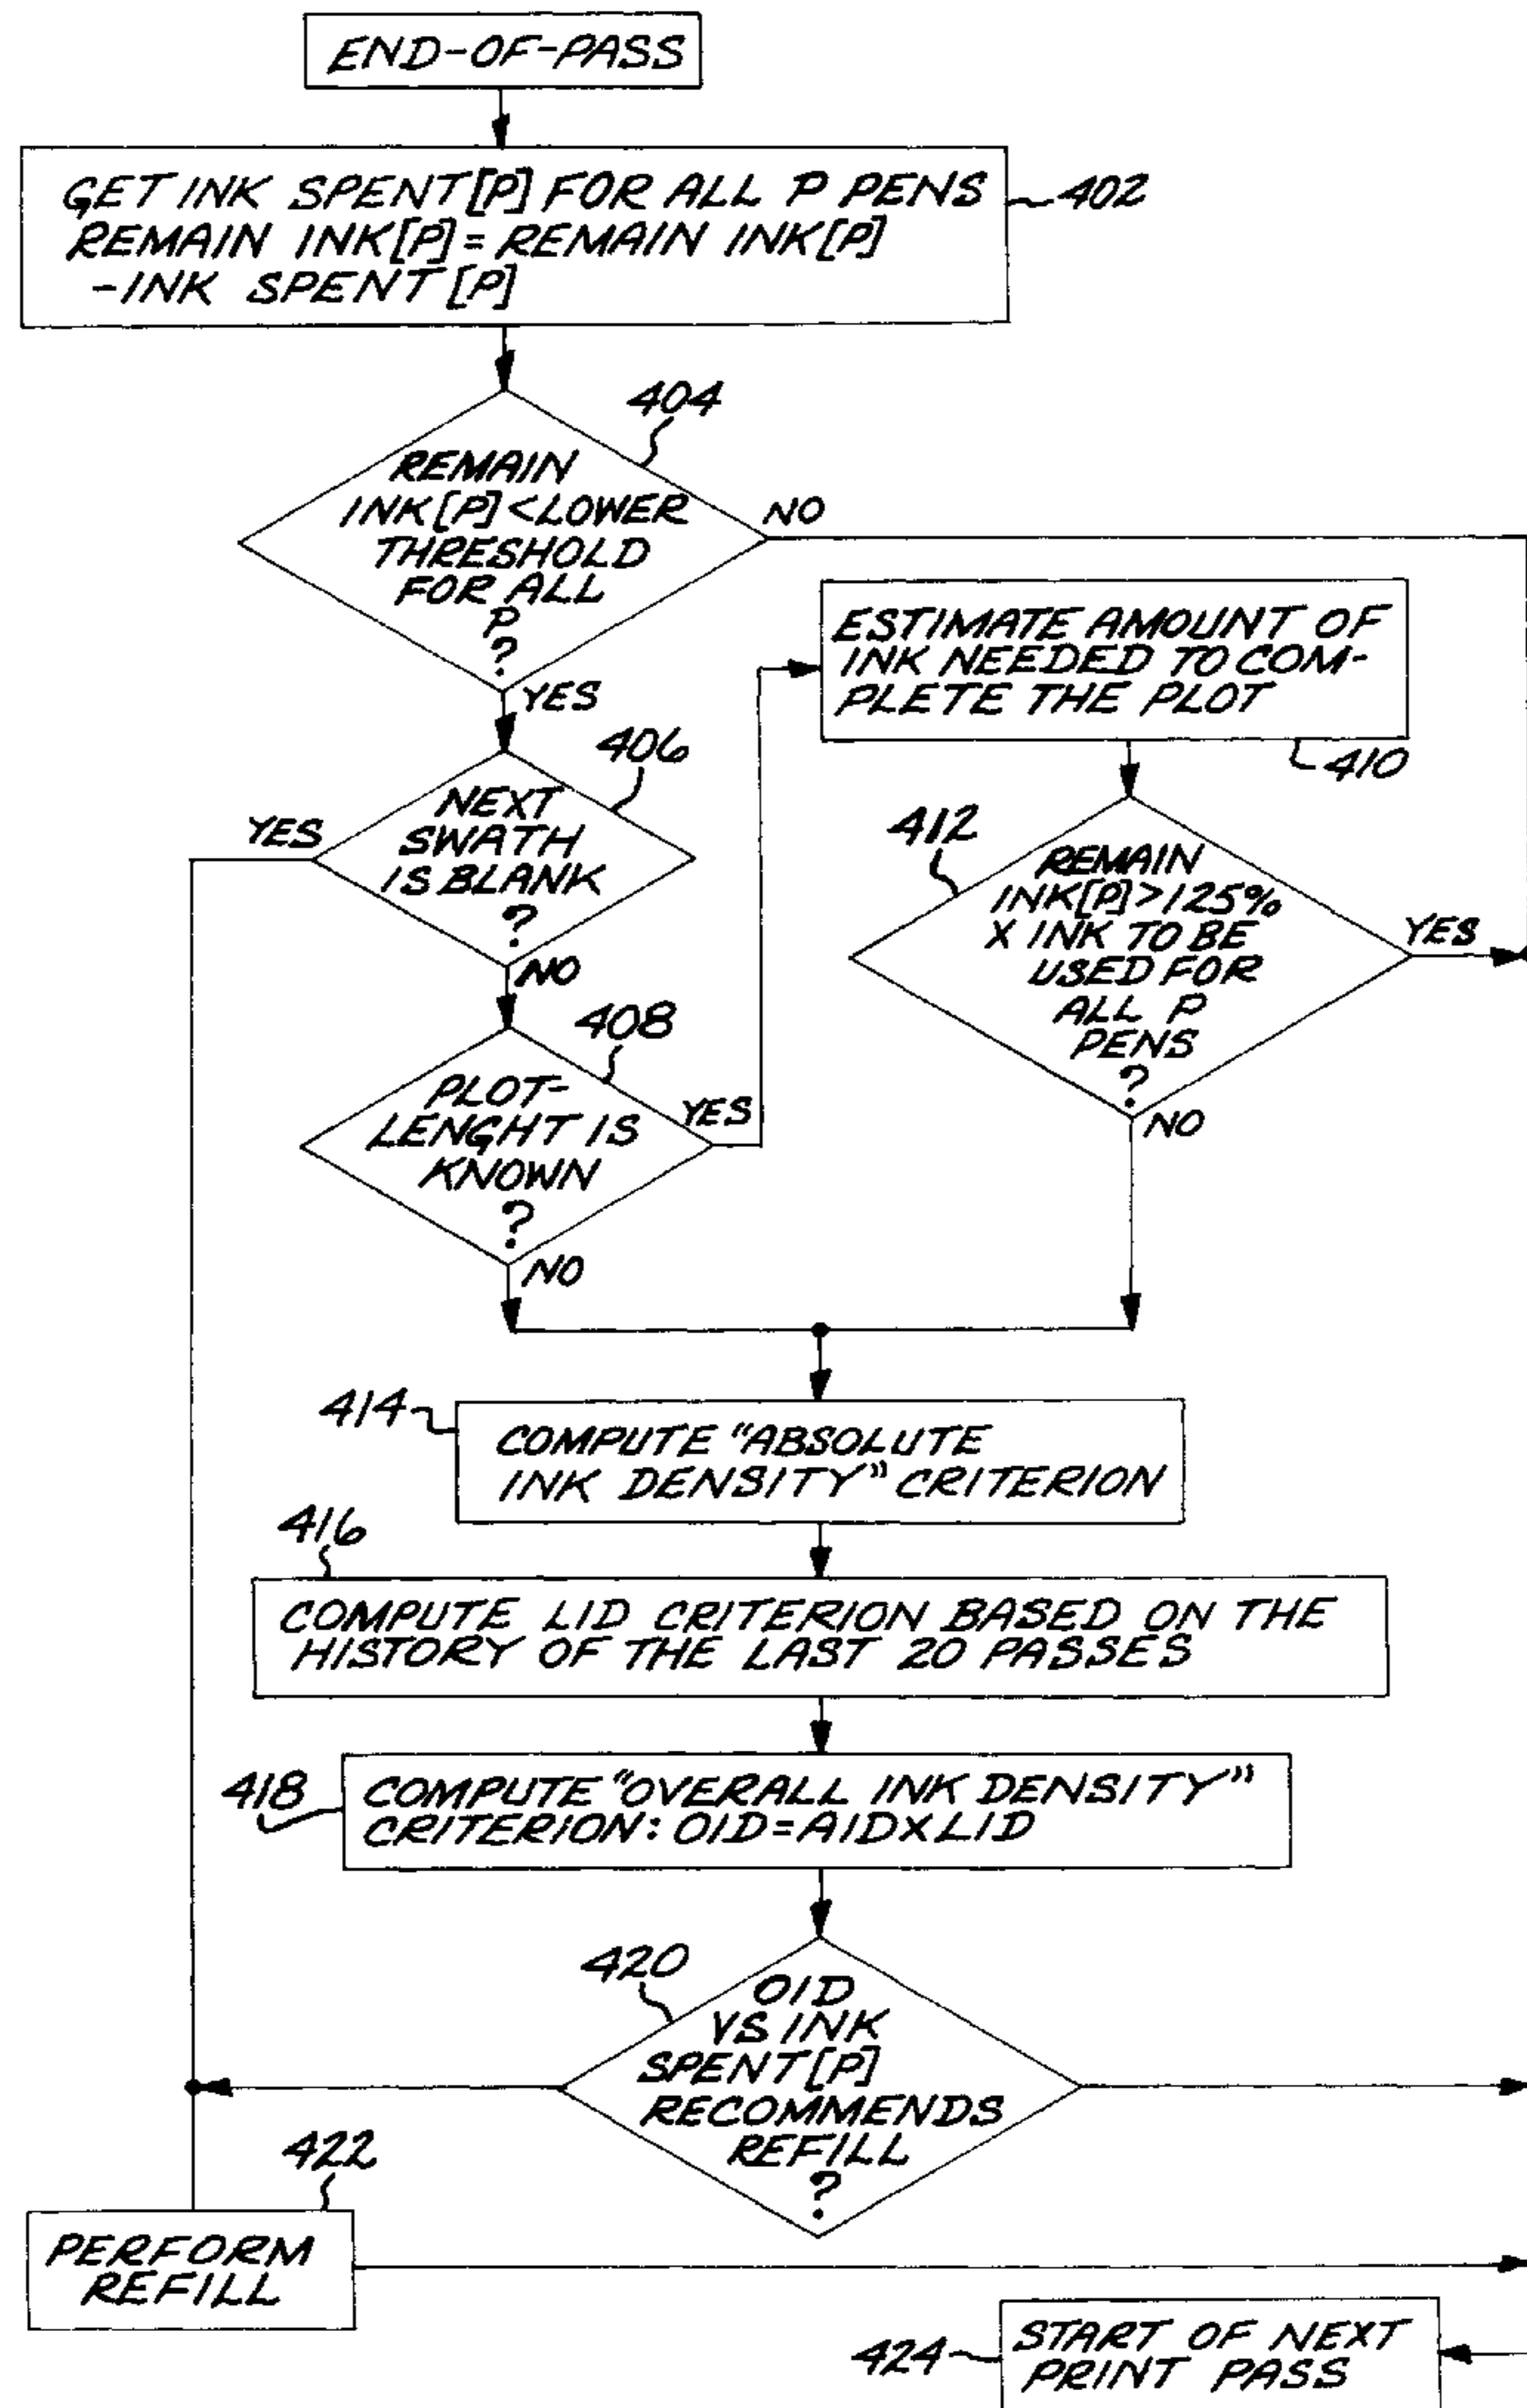 END-OF-PASS
GET INK SPENT[P] FOR ALL P PENS
REMAIN INK[P]=REMAIN INK[P]
-INK SPENT[P]
402
404
REMAIN
INK[P]<LOWER
THRESHOLD
FOR ALL
P
?
NO
YES
406
NEXT
SWATH
IS BLANK
?
YES
NO
408
PLOT-
LENGHT IS
KNOWN
?
YES
NO
ESTIMATE AMOUNT OF
INK NEEDED TO COM-
PLETE THE PLOT
410
412
REMAIN
INK[P]>125%
X INK TO BE
USED FOR
ALL P
PENS
?
YES
NO
414
COMPUTE "ABSOLUTE
INK DENSITY" CRITERION
416
COMPUTE LID CRITERION BASED ON THE
HISTORY OF THE LAST 20 PASSES
418
COMPUTE "OVERALL INK DENSITY"
CRITERION: OID=AIDXLID
420
OID
VS INK
SPENT[P]
RECOMMENDS
REFILL
?
422
PERFORM
REFILL
424
START OF NEXT
PRINT PASS